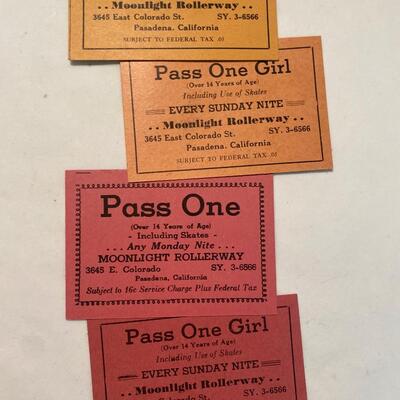 . . Moonlight Rollerway . .
3645 East Colorado St. SY. 3-6566
Pasadena, California
SUBJECT TO FEDERAL TAX .01
Pass One Girl
(Over 14 Years of Age)
Including Use of Skates
EVERY SUNDAY NITE
. . Moonlight Rollerway . .
3645 East Colorado St. SY. 3-6566
Pasadena, California
SUBJECT TO FEDERAL TAX .01
Pass One
(Over 14 Years of Age)
- Including Skates -
. . . Any Monday Nite . . .
MOONLIGHT ROLLERWAY
3645 E. Colorado SY. 3-6566
Pasadena, California
Subject to 16c Service Charge Plus Federal Tax
Pass One Girl
(Over 14 Years of Age)
Including Use of Skates
EVERY SUNDAY NITE
. . Moonlight Rollerway . .
Colorado St. SY. 3-6566